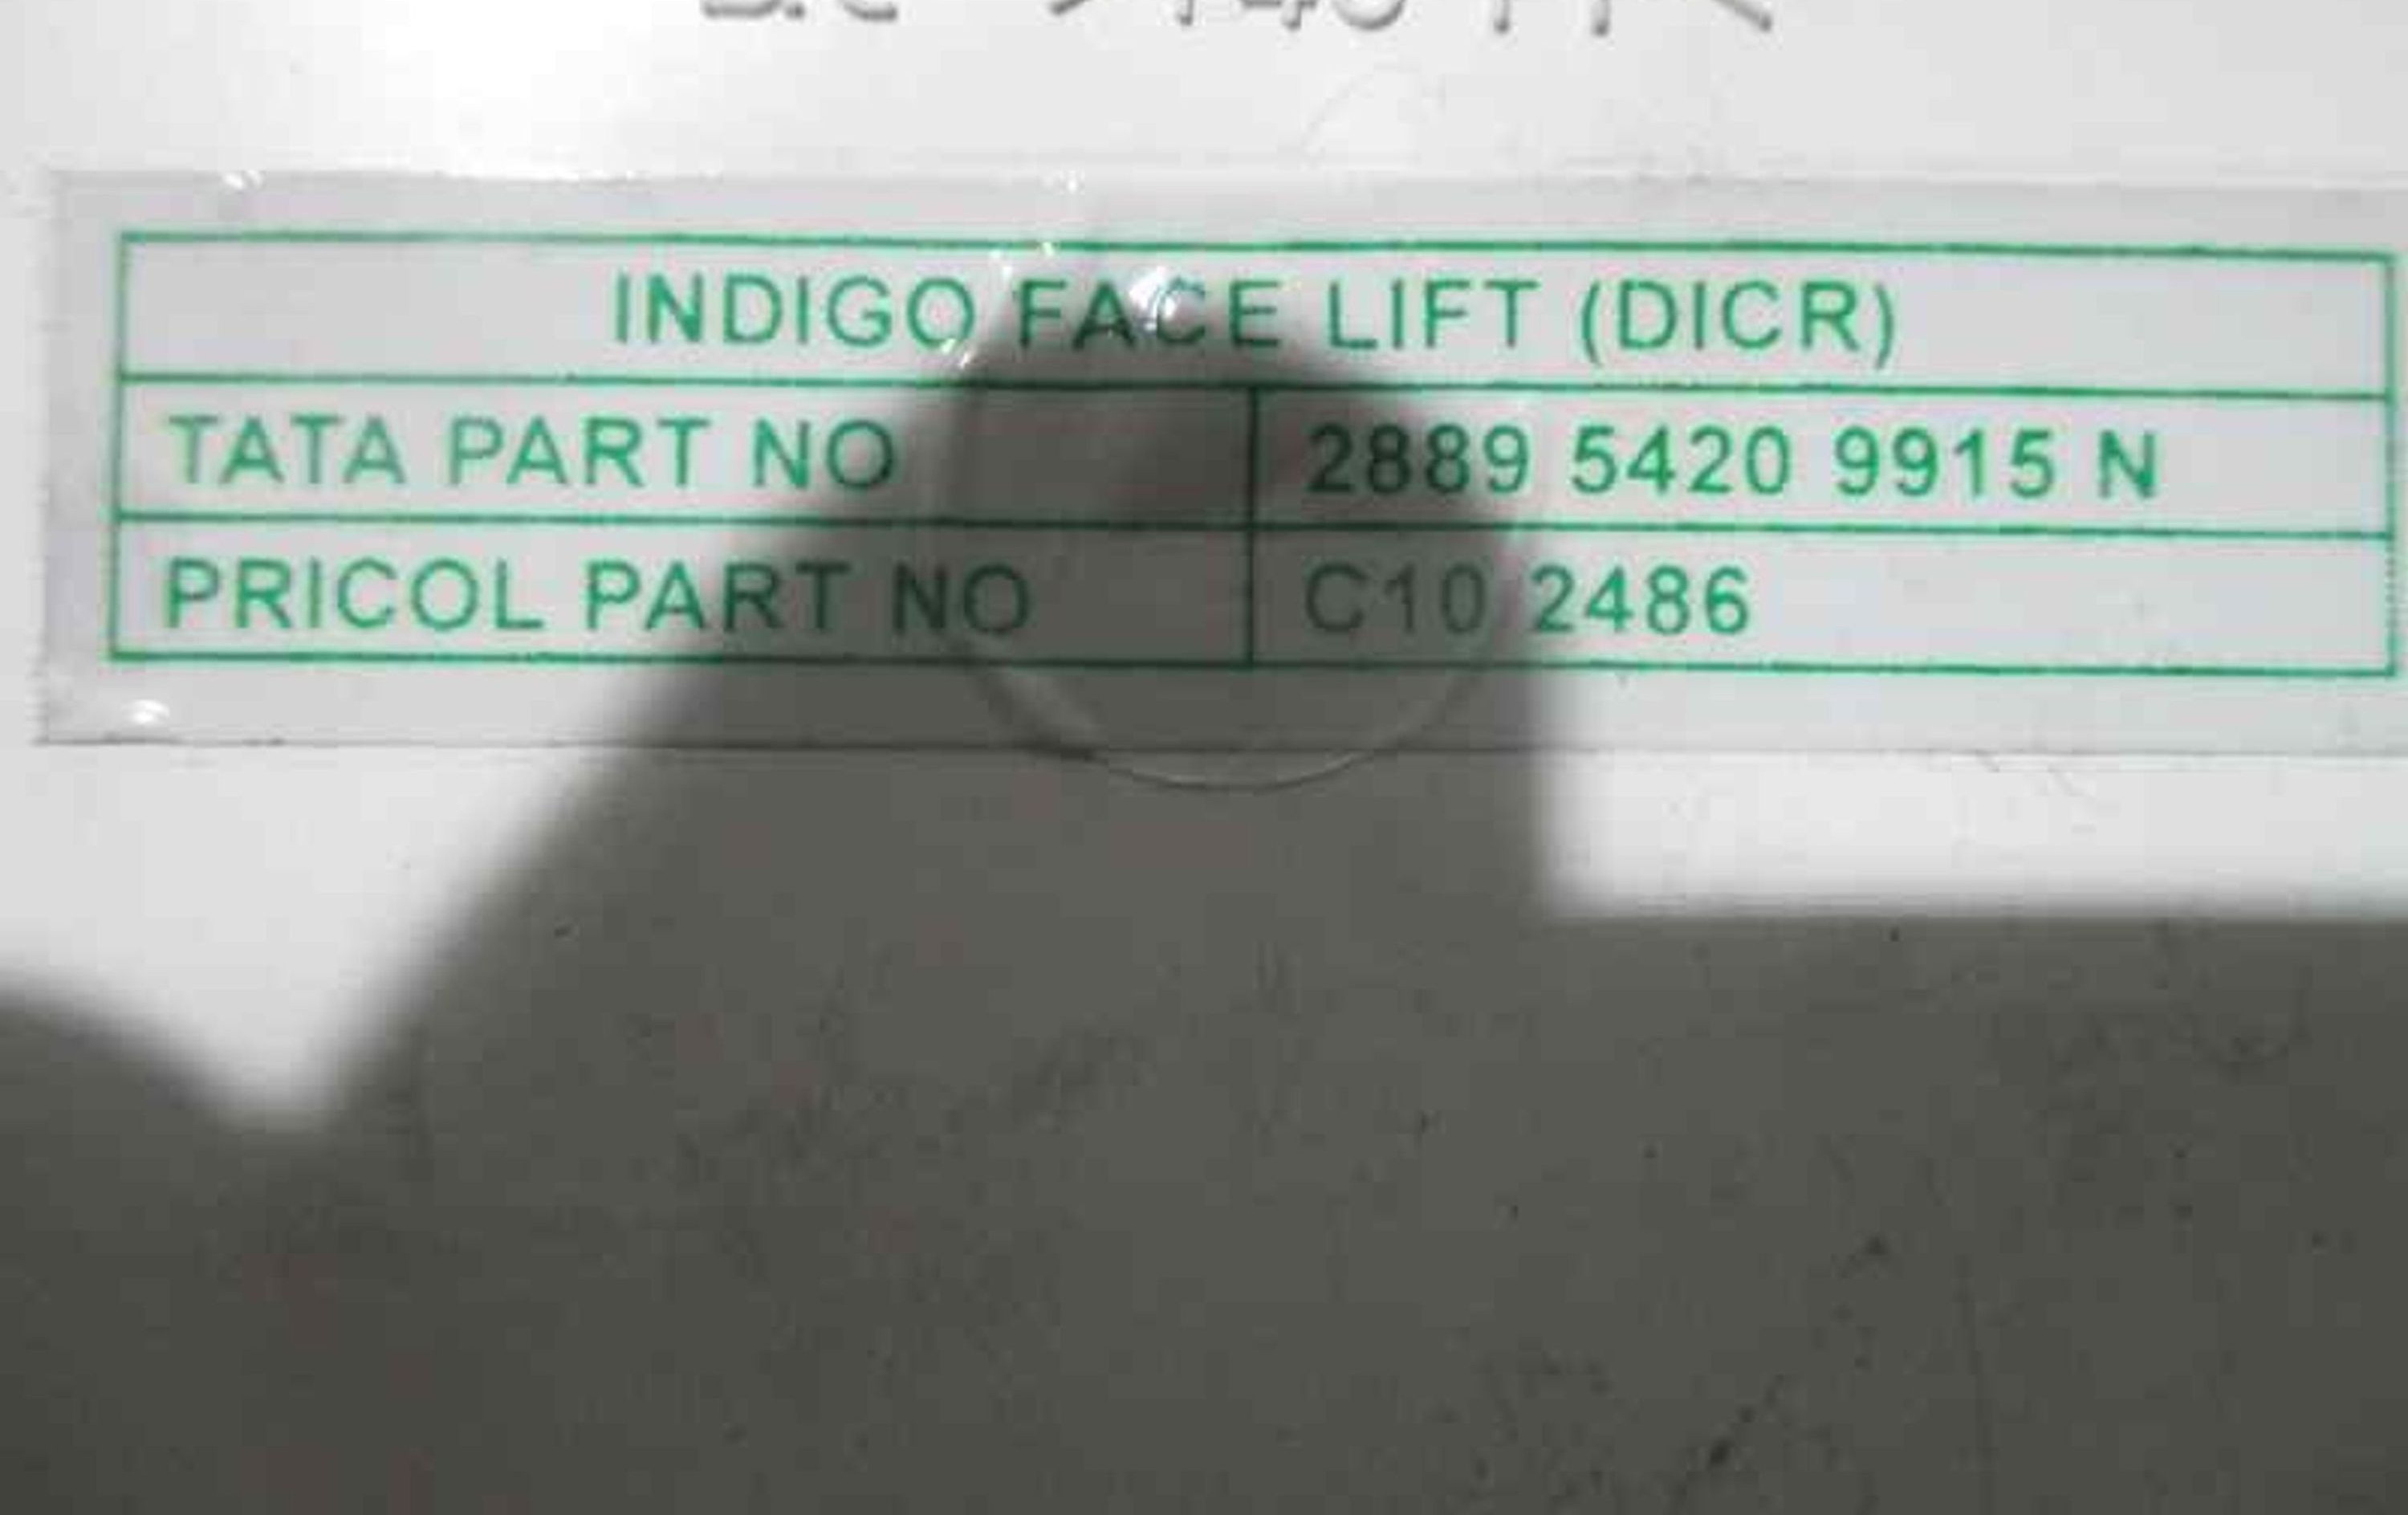 INDIGO FACE LIFT (DICR)
TATA PART NO 2889 5420 9915 N
PRICOL PART NO C10 2486